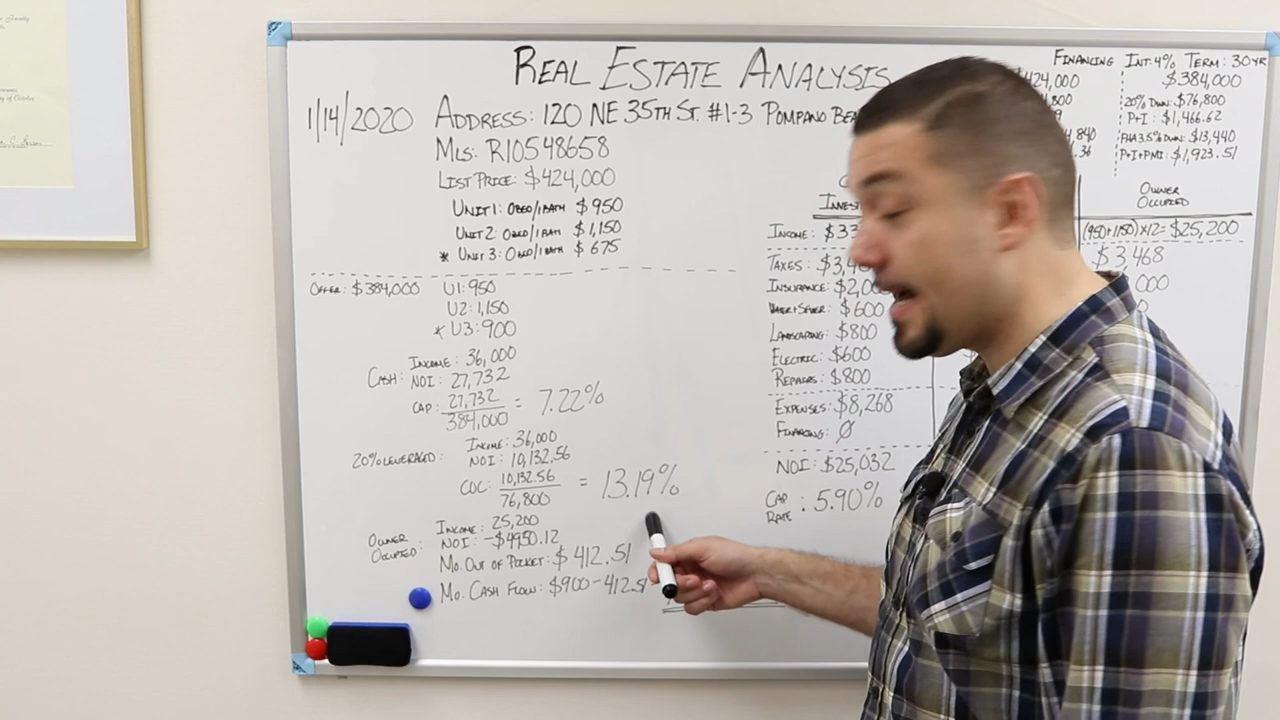 REAL ESTATE ANALYSIS
1/14/2020
ADDRESS: 120 NE 35TH ST. #1-3 POMPANO
MLS: R10548658
LIST PRICE: $424,000
UNIT 1: 0BED/1BATH $950
UNIT 2: 0BED/1BATH $1,150
* UNIT 3: 0BED/1BATH $675
OFFER: $384,000 U1: 950
U2: 1,150
* U3: 900
CASH: INCOME: 36,000
NOI: 27,732
CAP: 27,732
384,000
= 7.22%
20% LEVERAGED: INCOME: 36,000
NOI: 10,132.56
COC: 10,132.56
76,800
= 13.19%
OWNER OCCUPIED: INCOME: 25,200
NOI: -$4950.12
MO. OUT OF POCKET: $412.51
MO. CASH FLOW: $900-412.51
FINANCING INT: 4% TERM: 30 YR
$384,000
20% DWN: $76,800
P+I: $1,466.62
FHA 3.5% DWN: $13,440
P+I+PMI: $1,923.51
INCOME:
TAXES:
INSURANCE:
WATER+SEWER: $600
LANDSCAPING: $800
ELECTRIC: $600
REPAIRS: $800
EXPENSES: $8,268
FINANCING: Ø
NOI: $25,032
CAP RATE: 5.90%
OWNER
OCCUPIED
(950+1150)x12= $25,200
$3,468